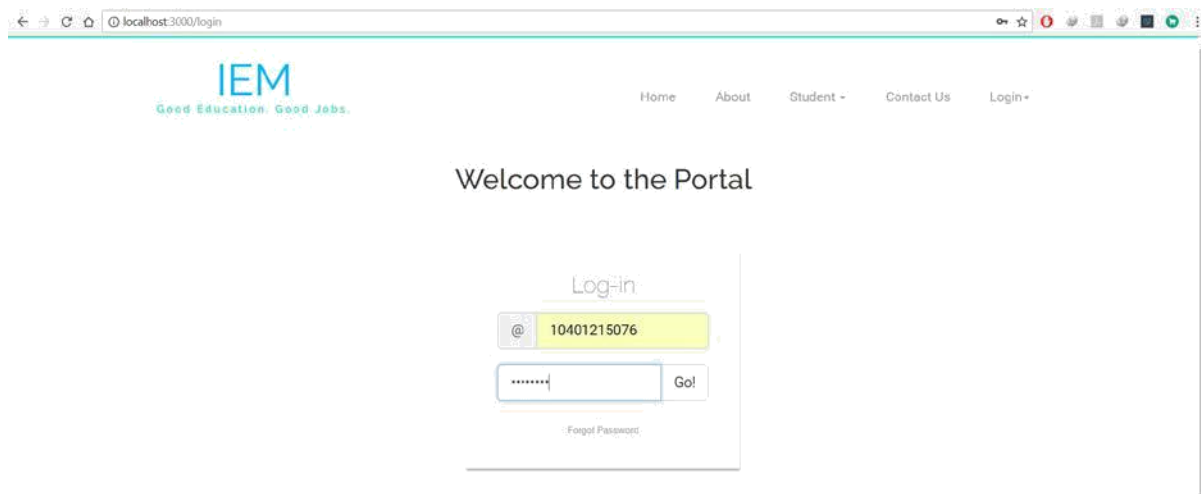 localhost:3000/login
IEM
Good Education. Good Jobs.
Home About Student Contact Us Login
Welcome to the Portal
Log-in
@ 10401215076
•••••••• Go!
Forgot Password